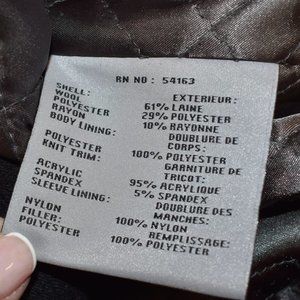 RN NO: 54163
SHELL:
WOOL
POLYESTER
RAYON
BODY LINING:
POLYESTER
KNIT TRIM:
ACRYLIC
SPANDEX
SLEEVE LINING:
NYLON
FILLER:
POLYESTER
EXTERIEUR:
61% LAINE
29% POLYESTER
10% RAYONNE
DOUBLURE DE
CORPS:
100% POLYESTER
GARNITURE DE
TRICOT:
95% ACRYLIQUE
5% SPANDEX
DOUBLURE DES
MANCHES:
100% NYLON
REMPLISSAGE:
100% POLYESTER